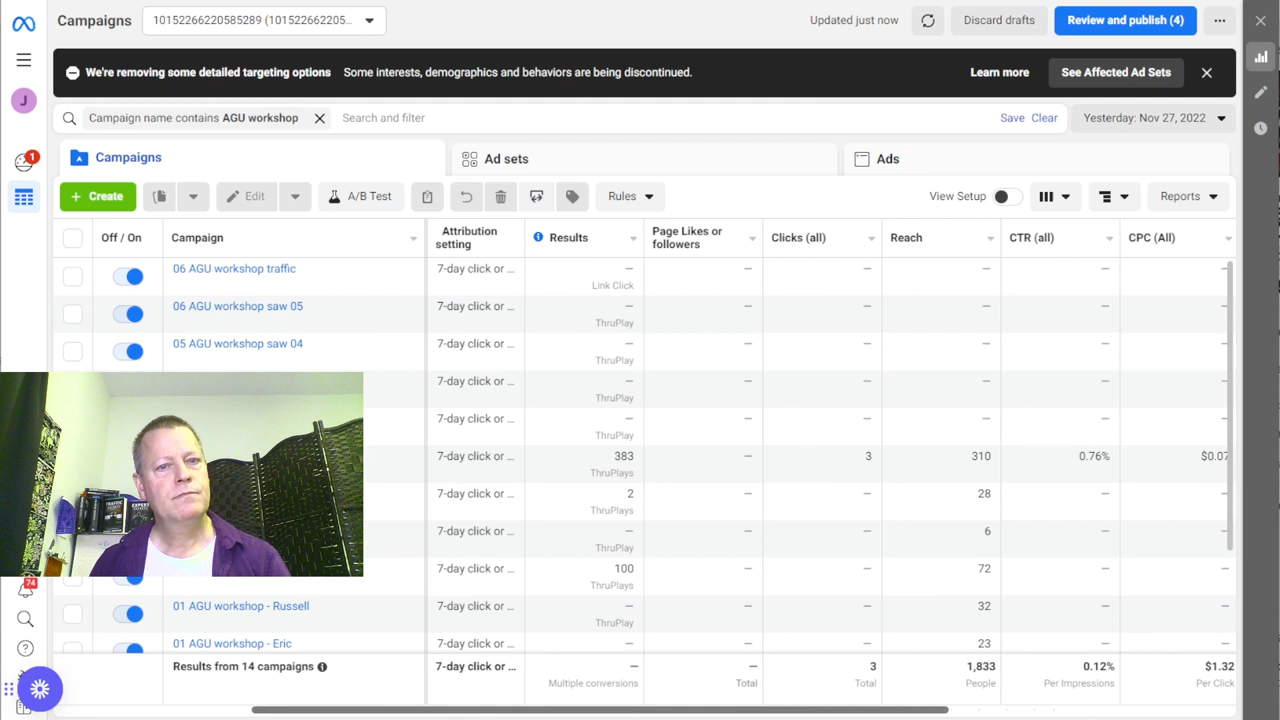 Campaigns
10152266220585289 (101522662205...
Updated just now
Discard drafts
Review and publish (4)
We're removing some detailed targeting options Some interests, demographics and behaviors are being discontinued.
Learn more
See Affected Ad Sets
J
Campaign name contains AGU workshop
Search and filter
Save Clear
Yesterday: Nov 27, 2022
1
Campaigns
Ad sets
Ads
+ Create
Edit
A/B Test
Rules
View Setup
Reports
Off / On
Campaign
Attribution setting
Results
Page Likes or followers
Clicks (all)
Reach
CTR (all)
CPC (All)
06 AGU workshop traffic 7-day click or ... — — — — — —
Link Click
06 AGU workshop saw 05 7-day click or ... — — — — — —
ThruPlay
05 AGU workshop saw 04 7-day click or ... — — — — — —
ThruPlay
7-day click or ... — — — — — —
ThruPlay
7-day click or ... — — — — — —
ThruPlay
7-day click or ... 383 — 3 310 0.76% $0.07
ThruPlays
7-day click or ... 2 — — 28 — —
ThruPlays
7-day click or ... — — — 6 — —
ThruPlay
7-day click or ... 100 — — 72 — —
ThruPlays
74
01 AGU workshop - Russell 7-day click or ... — — — 32 — —
ThruPlay
01 AGU workshop - Eric 7-day click or ... — — — 23 — —
Results from 14 campaigns 7-day click or ... — — 3 1,833 0.12% $1.32
Multiple conversions Total Total People Per Impressions Per Click
TRAFFIC
EXPERT